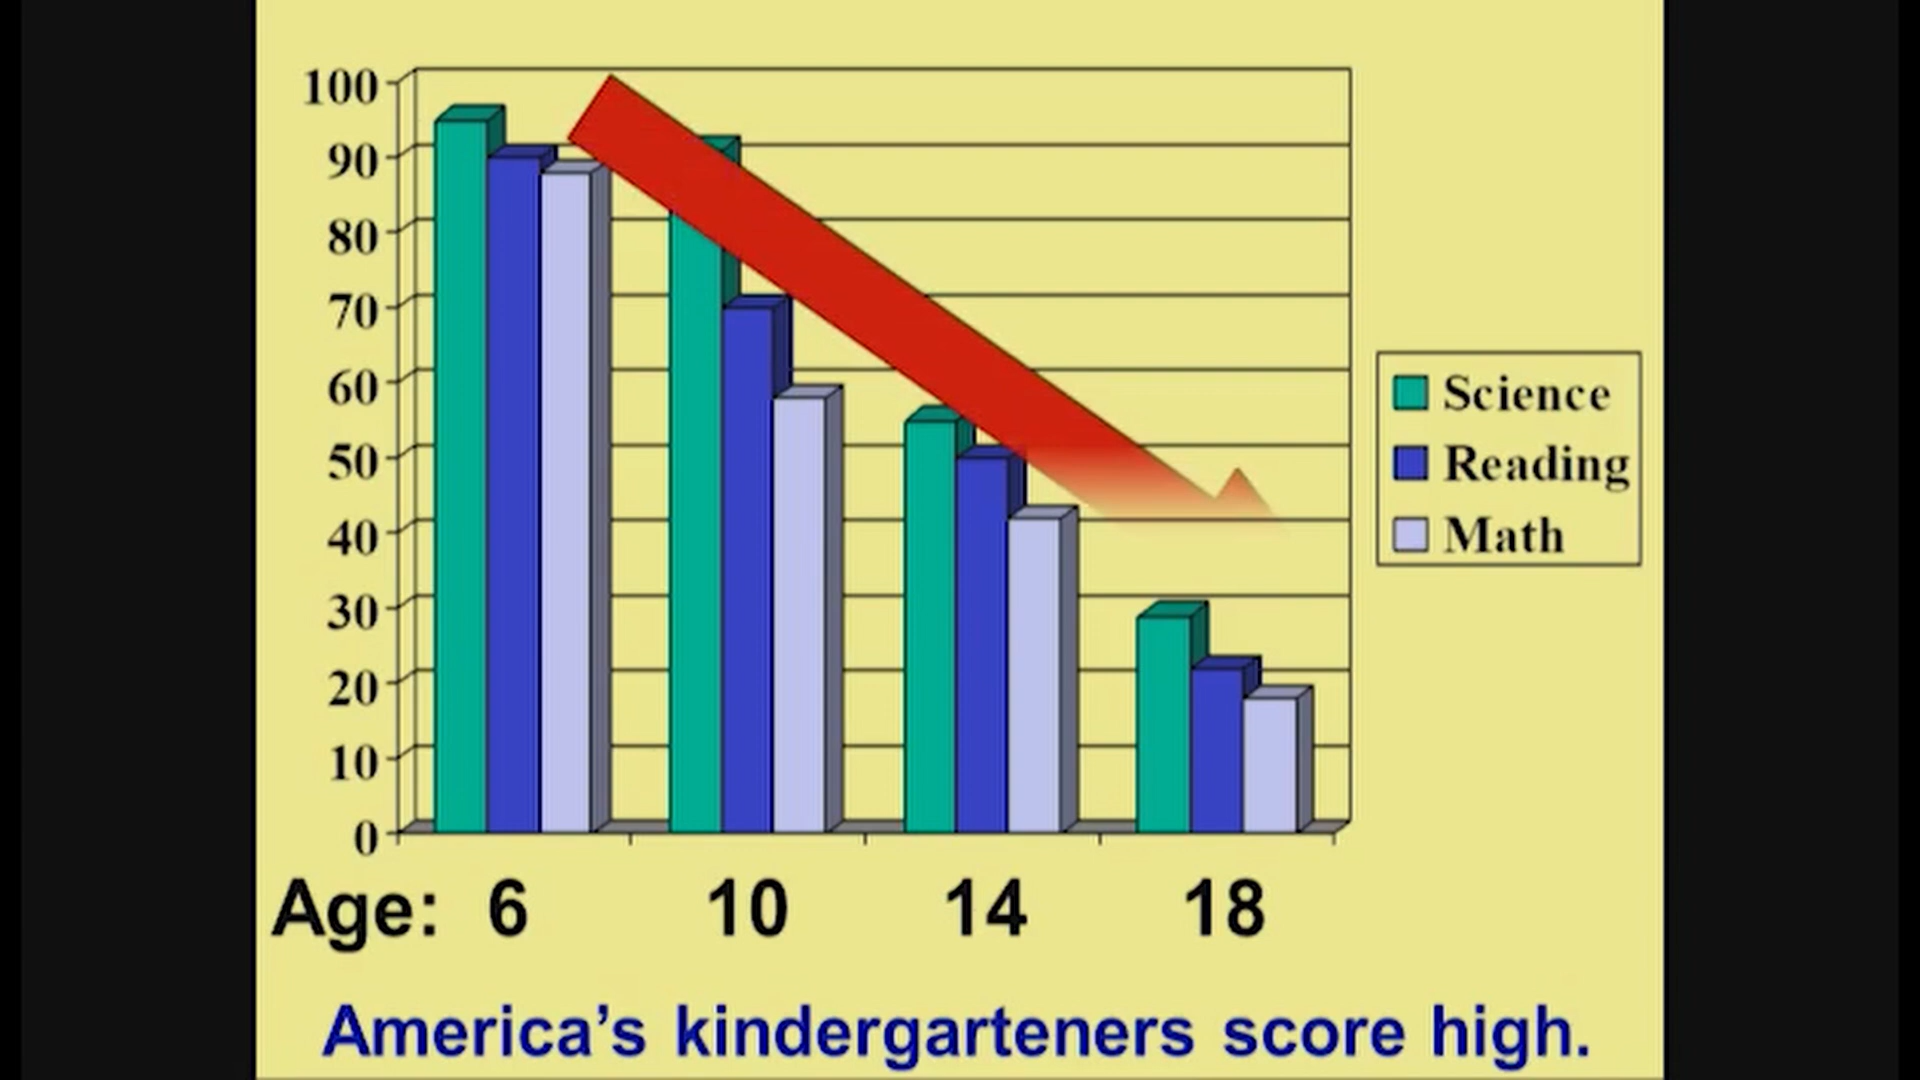 100
90
80
70
60
50
40
30
20
10
0
Science
Reading
Math
Age: 6 10 14 18
America’s kindergarteners score high.